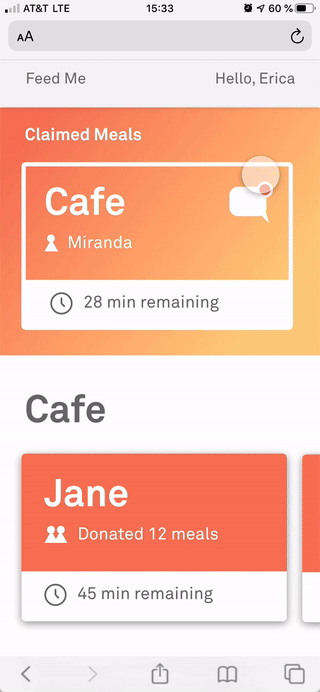 AT&T LTE 15:33 60 %
AA
Feed Me Hello, Erica
Claimed Meals
Cafe
Miranda
28 min remaining
Cafe
Jane
Donated 12 meals
45 min remaining